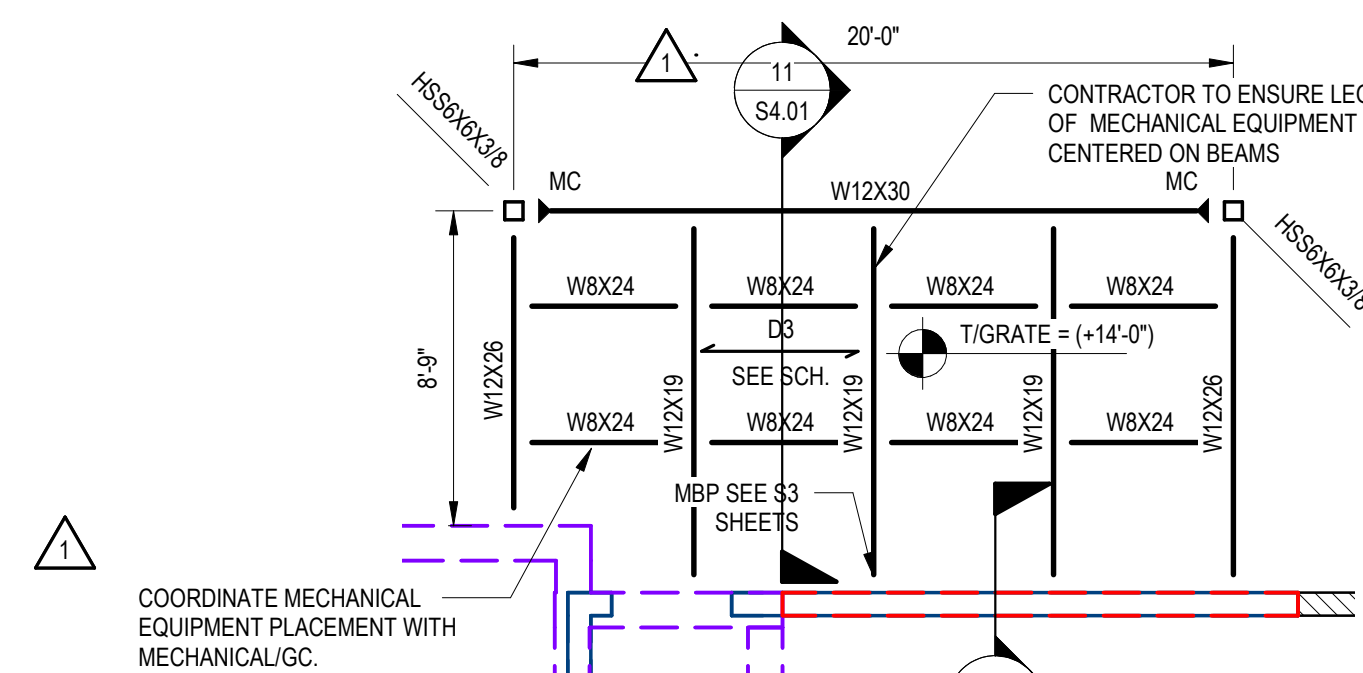 20'-0"
1
11
S4.01
HSS6X6X3/8
CONTRACTOR TO ENSURE
OF MECHANICAL EQUIPMENT
CENTERED ON BEAMS
MC
W12X30
MC
HSS6X6X3/8
W8X24
W8X24
W8X24
W8X24
D3
SEE SCH.
T/GRATE = (+14'-0")
8'-9"
W12X26
W12X19
W12X19
W12X19
W12X26
W8X24
W8X24
W8X24
W8X24
MBP SEE S3
SHEETS
1
COORDINATE MECHANICAL
EQUIPMENT PLACEMENT WITH
MECHANICAL/GC.